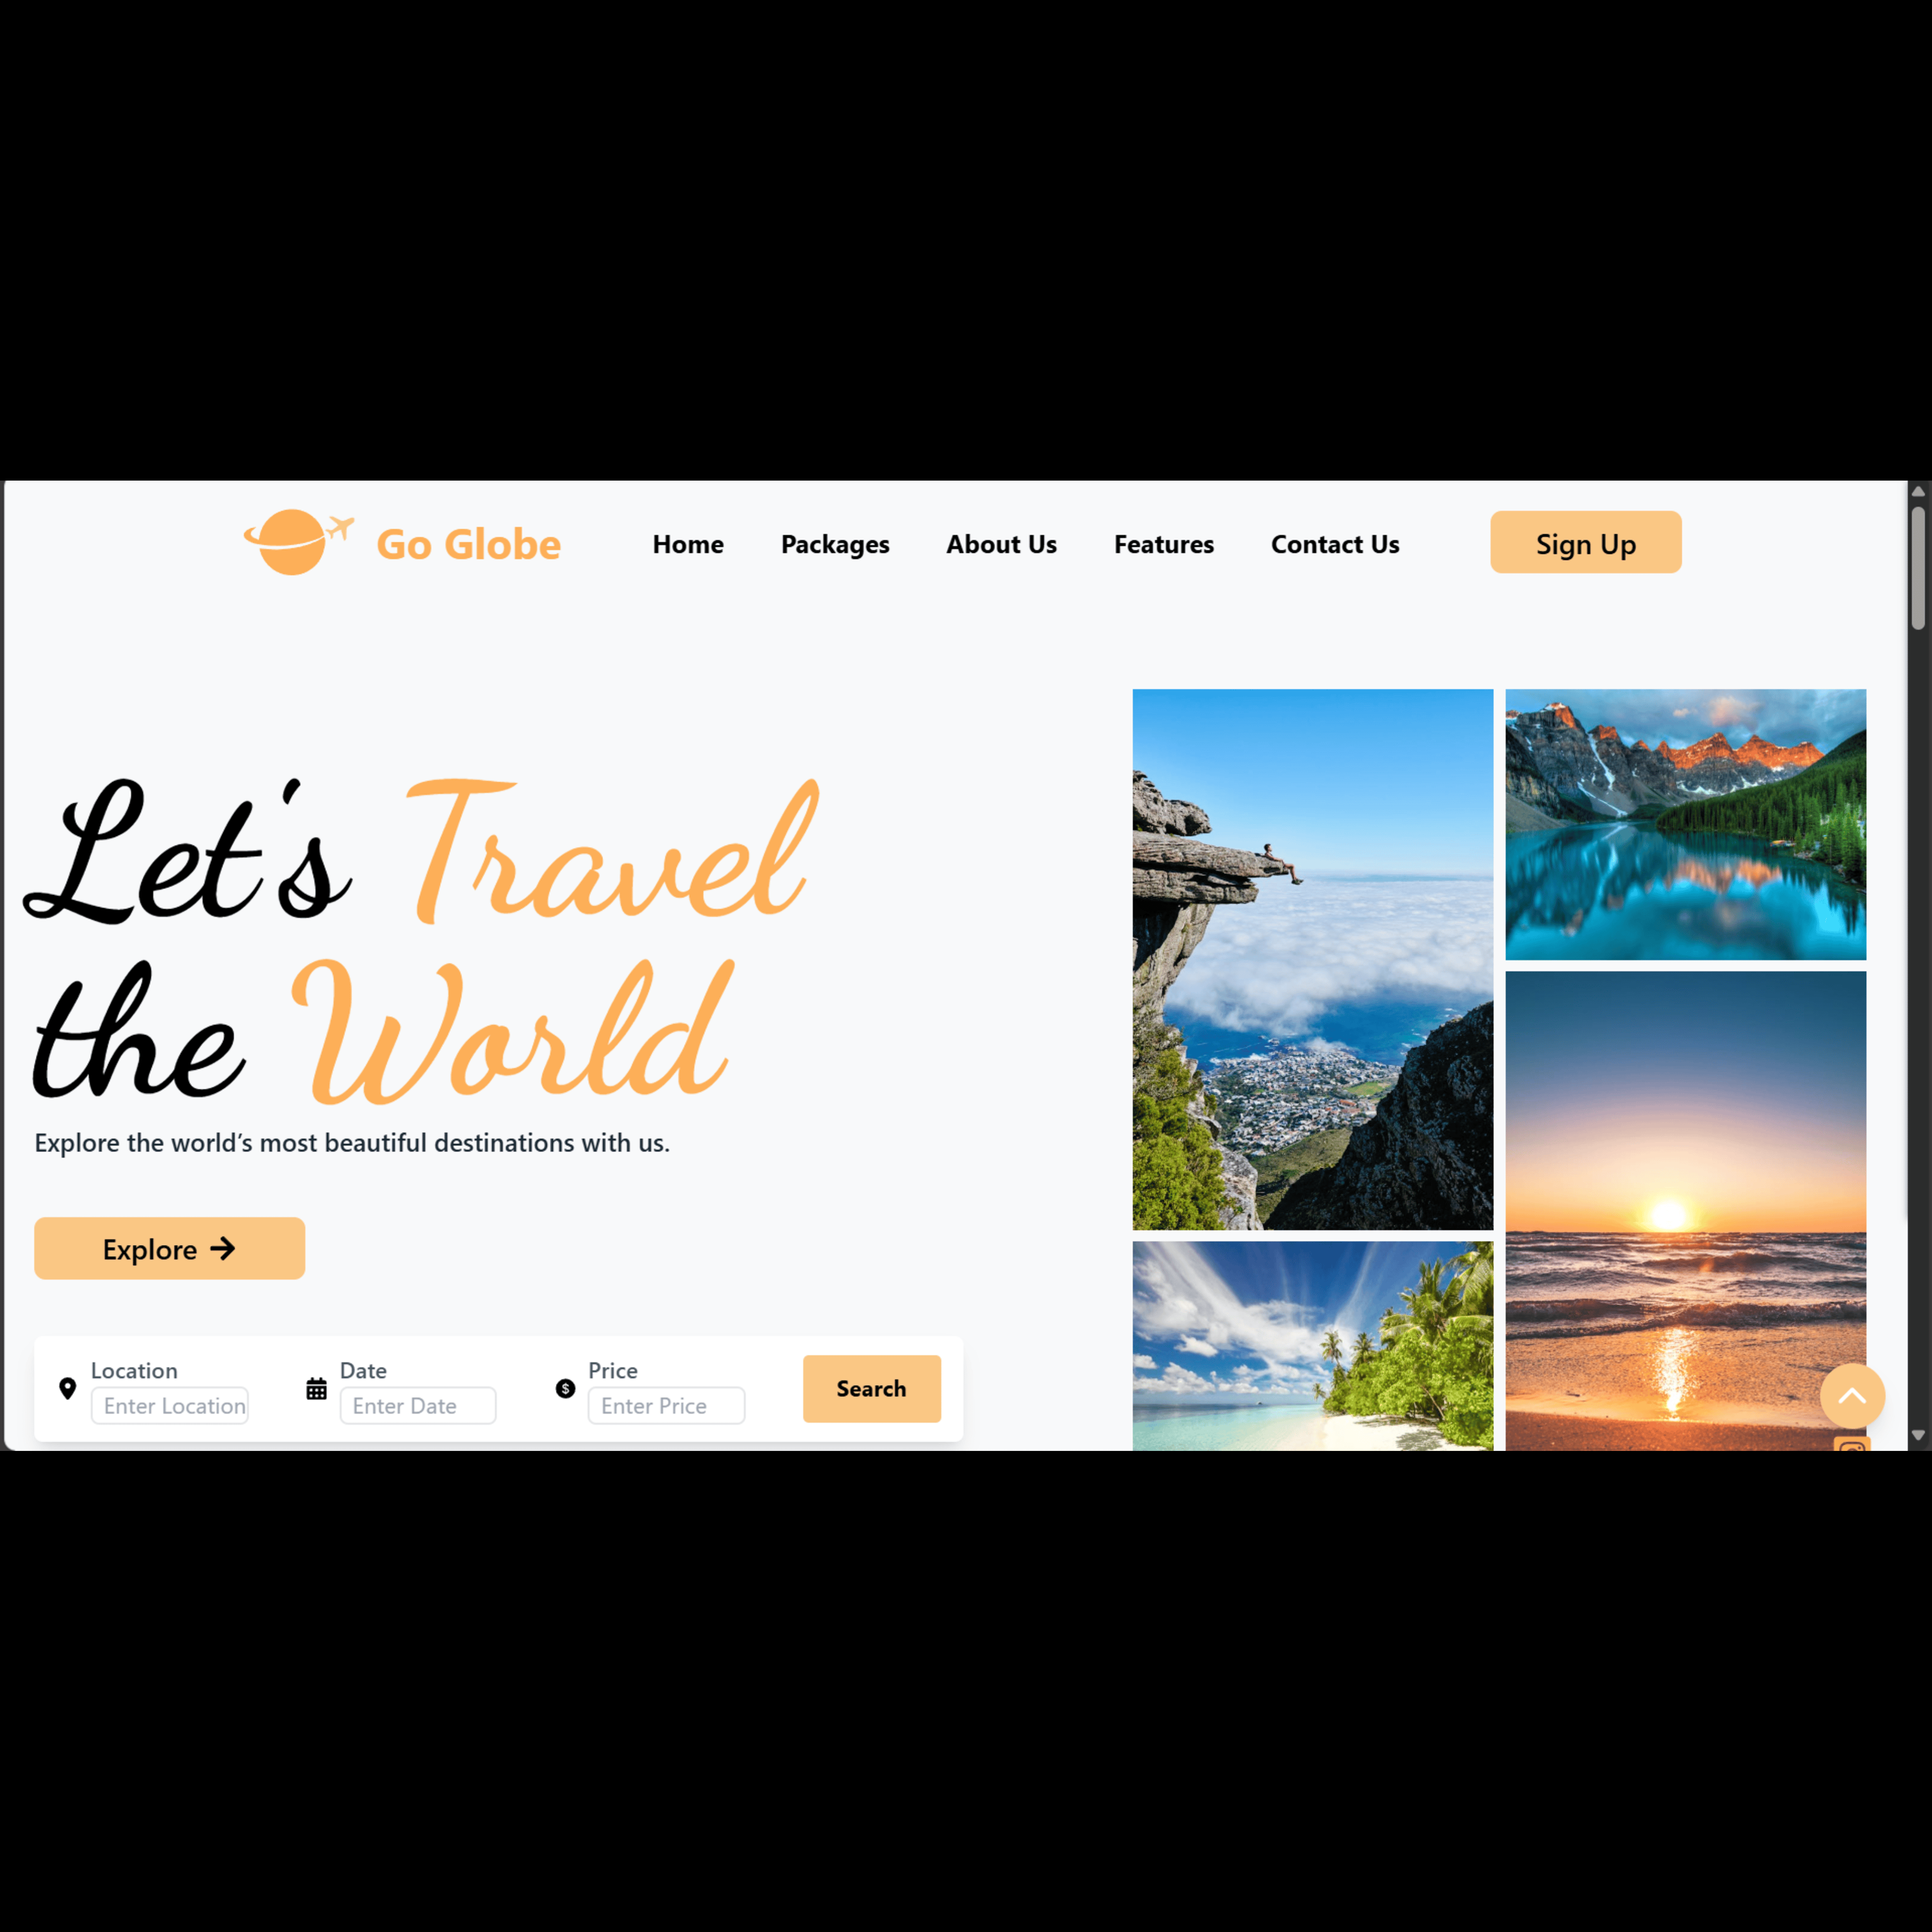 Go Globe
Home Packages About Us Features Contact Us
Sign Up
Let's Travel
the World
Explore the world’s most beautiful destinations with us.
Explore
Location Date Price
Enter Location Enter Date Enter Price
Search